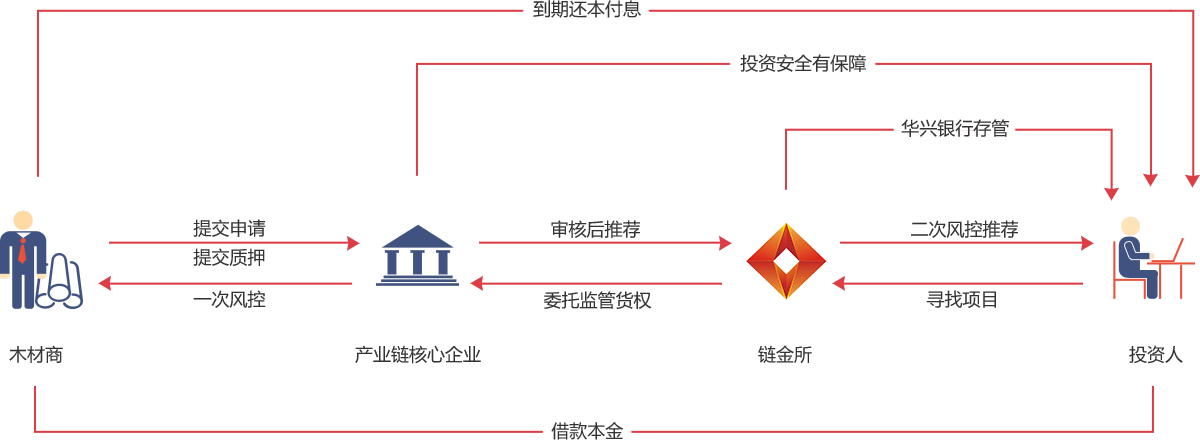 到期还本付息
投资安全有保障
华兴银行存管
提交申请
提交质押
一次风控
审核后推荐
委托监管货权
二次风控推荐
寻找项目
木材商
产业链核心企业
链金所
投资人
借款本金